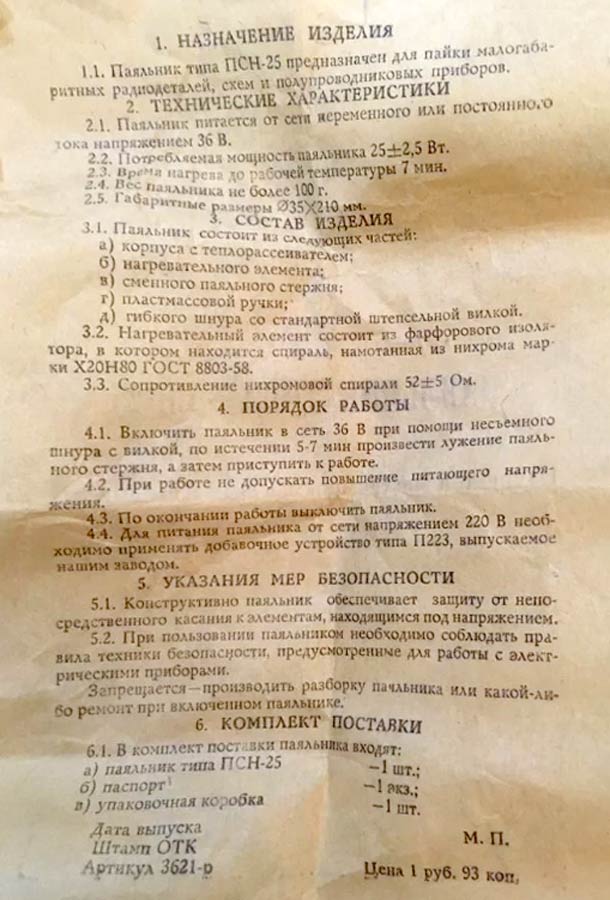 1. НАЗНАЧЕНИЕ ИЗДЕЛИЯ
1.1. Паяльник типа ПСН-25 предназначен для пайки малогаба-
ритных радиодеталей, схем и полупроводниковых приборов.
2. ТЕХНИЧЕСКИЕ ХАРАКТЕРИСТИКИ
2.1. Паяльник питается от сети переменного или постоянного
тока напряжением 36 В.
2.2. Потребляемая мощность паяльника 25±2,5 Вт.
2.3. Время нагрева до рабочей температуры 7 мин.
2.4. Вес паяльника не более 100 г.
2.5. Габаритные размеры Ø35X210 мм.
3. СОСТАВ ИЗДЕЛИЯ
3.1. Паяльник состоит из следующих частей:
а) корпуса с теплорассеивателем;
б) нагревательного элемента;
в) сменного паяльного стержня;
г) пластмассовой ручки;
д) гибкого шнура со стандартной штепсельной вилкой.
3.2. Нагревательный элемент состоит из фарфорового изоля-
тора, в котором находится спираль, намотанная из нихрома мар-
ки Х20Н80 ГОСТ 8803-58.
3.3. Сопротивление нихромовой спирали 52±5 Ом.
4. ПОРЯДОК РАБОТЫ
4.1. Включить паяльник в сеть 36 В при помощи несъемного
шнура с вилкой, по истечении 5-7 мин произвести лужение паяль-
ного стержня, а затем приступить к работе.
4.2. При работе не допускать повышение питающего напря-
жения.
4.3. По окончании работы выключить паяльник.
4.4. Для питания паяльника от сети напряжением 220 В необ-
ходимо применять добавочное устройство типа П223, выпускаемое
нашим заводом.
5. УКАЗАНИЯ МЕР БЕЗОПАСНОСТИ
5.1. Конструктивно паяльник обеспечивает защиту от непо-
средственного касания к элементам, находящимся под напряжением.
5.2. При пользовании паяльником необходимо соблюдать пра-
вила техники безопасности, предусмотренные для работы с элект-
рическими приборами.
Запрещается—производить разборку паяльника или какой-ли-
бо ремонт при включенном паяльнике.
6. КОМПЛЕКТ ПОСТАВКИ
6.1. В комплект поставки паяльника входят:
а) паяльник типа ПСН-25 —1 шт.;
б) паспорт —1 экз.;
в) упаковочная коробка —1 шт.
Дата выпуска
Штамп ОТК М. П.
Артикул 3621-р Цена 1 руб. 93 коп.